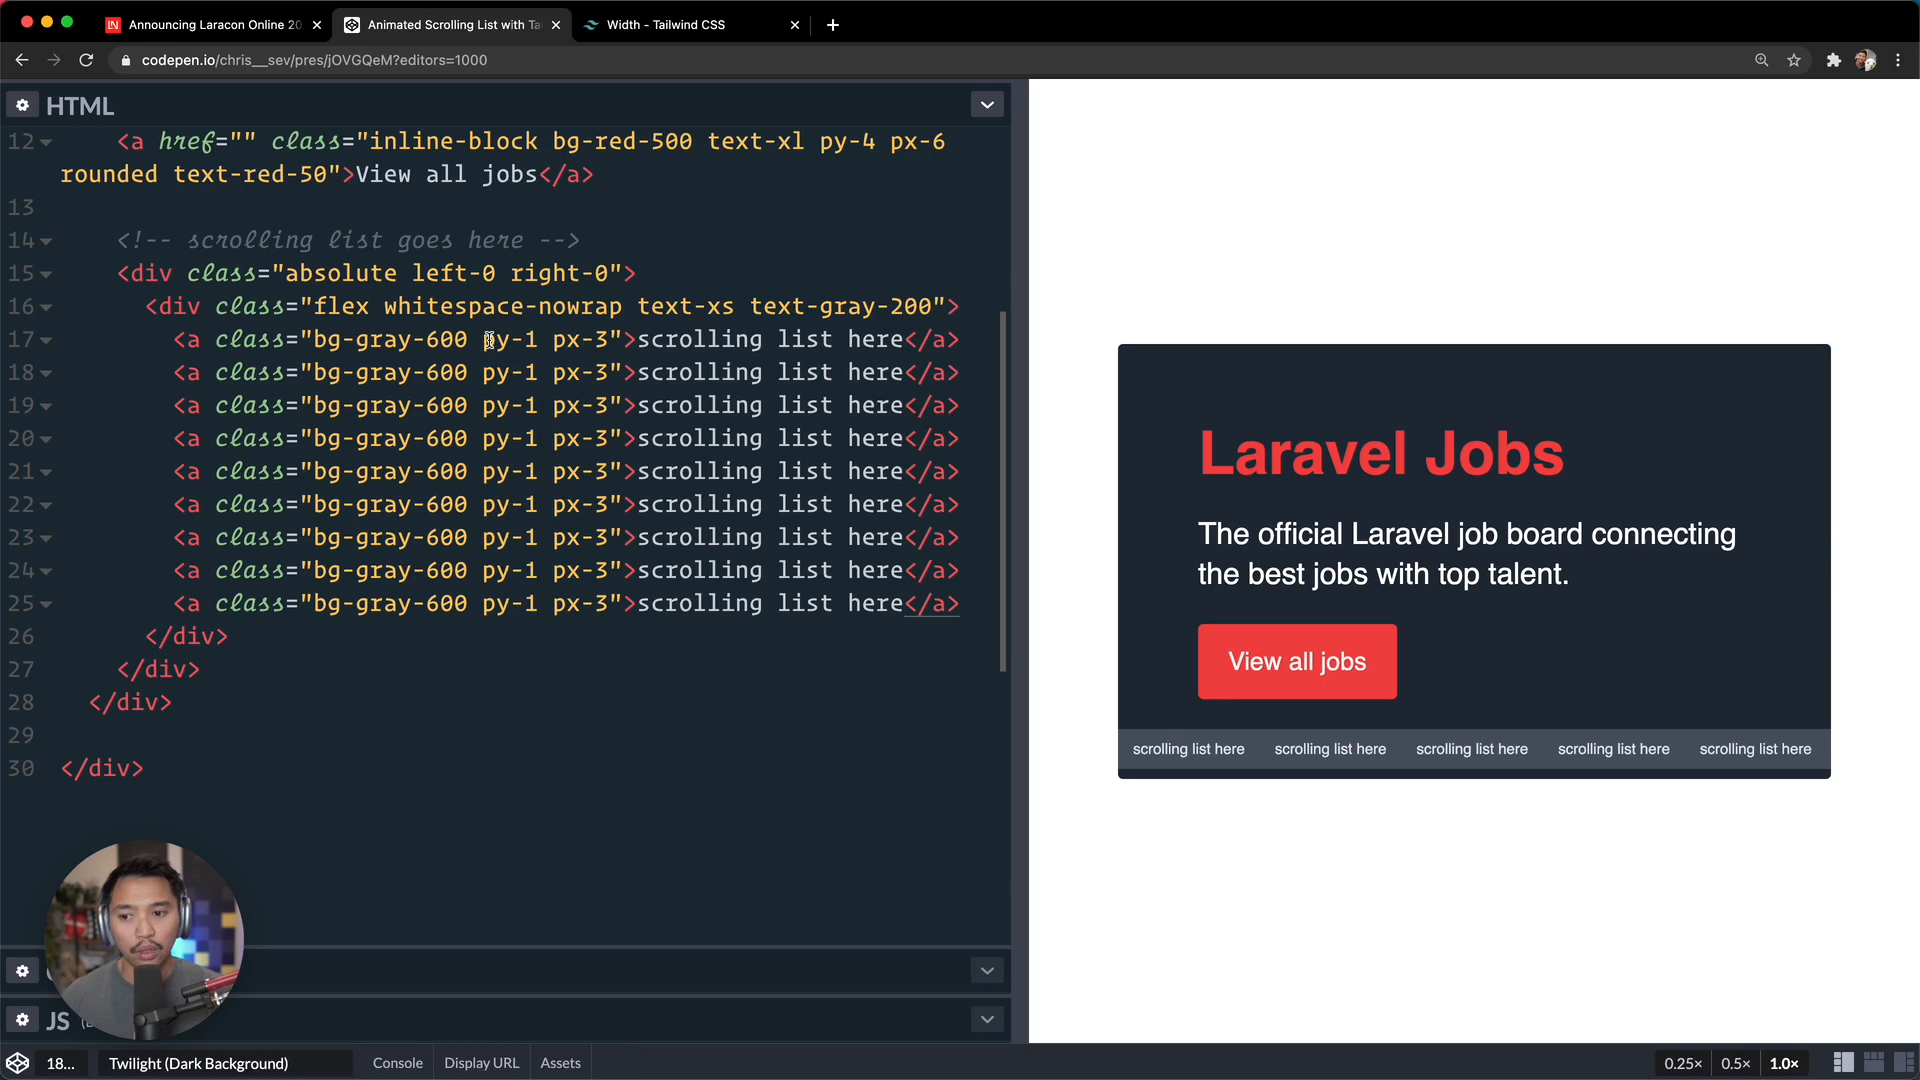 Announcing Laracon Online 20
Animated Scrolling List with Ta
Width - Tailwind CSS
codepen.io/chris__sev/pres/jOVGQeM?editors=1000
HTML
12 <a href="" class="inline-block bg-red-500 text-xl py-4 px-6
rounded text-red-50">View all jobs</a>
13
14 <!-- scrolling list goes here -->
15 <div class="absolute left-0 right-0">
16 <div class="flex whitespace-nowrap text-xs text-gray-200">
17 <a class="bg-gray-600 py-1 px-3">scrolling list here</a>
18 <a class="bg-gray-600 py-1 px-3">scrolling list here</a>
19 <a class="bg-gray-600 py-1 px-3">scrolling list here</a>
20 <a class="bg-gray-600 py-1 px-3">scrolling list here</a>
21 <a class="bg-gray-600 py-1 px-3">scrolling list here</a>
22 <a class="bg-gray-600 py-1 px-3">scrolling list here</a>
23 <a class="bg-gray-600 py-1 px-3">scrolling list here</a>
24 <a class="bg-gray-600 py-1 px-3">scrolling list here</a>
25 <a class="bg-gray-600 py-1 px-3">scrolling list here</a>
26 </div>
27 </div>
28 </div>
29
30 </div>
JS
18... Twilight (Dark Background) Console Display URL Assets
Laravel Jobs
The official Laravel job board connecting
the best jobs with top talent.
View all jobs
scrolling list here scrolling list here scrolling list here scrolling list here scrolling list here
0.25× 0.5× 1.0×